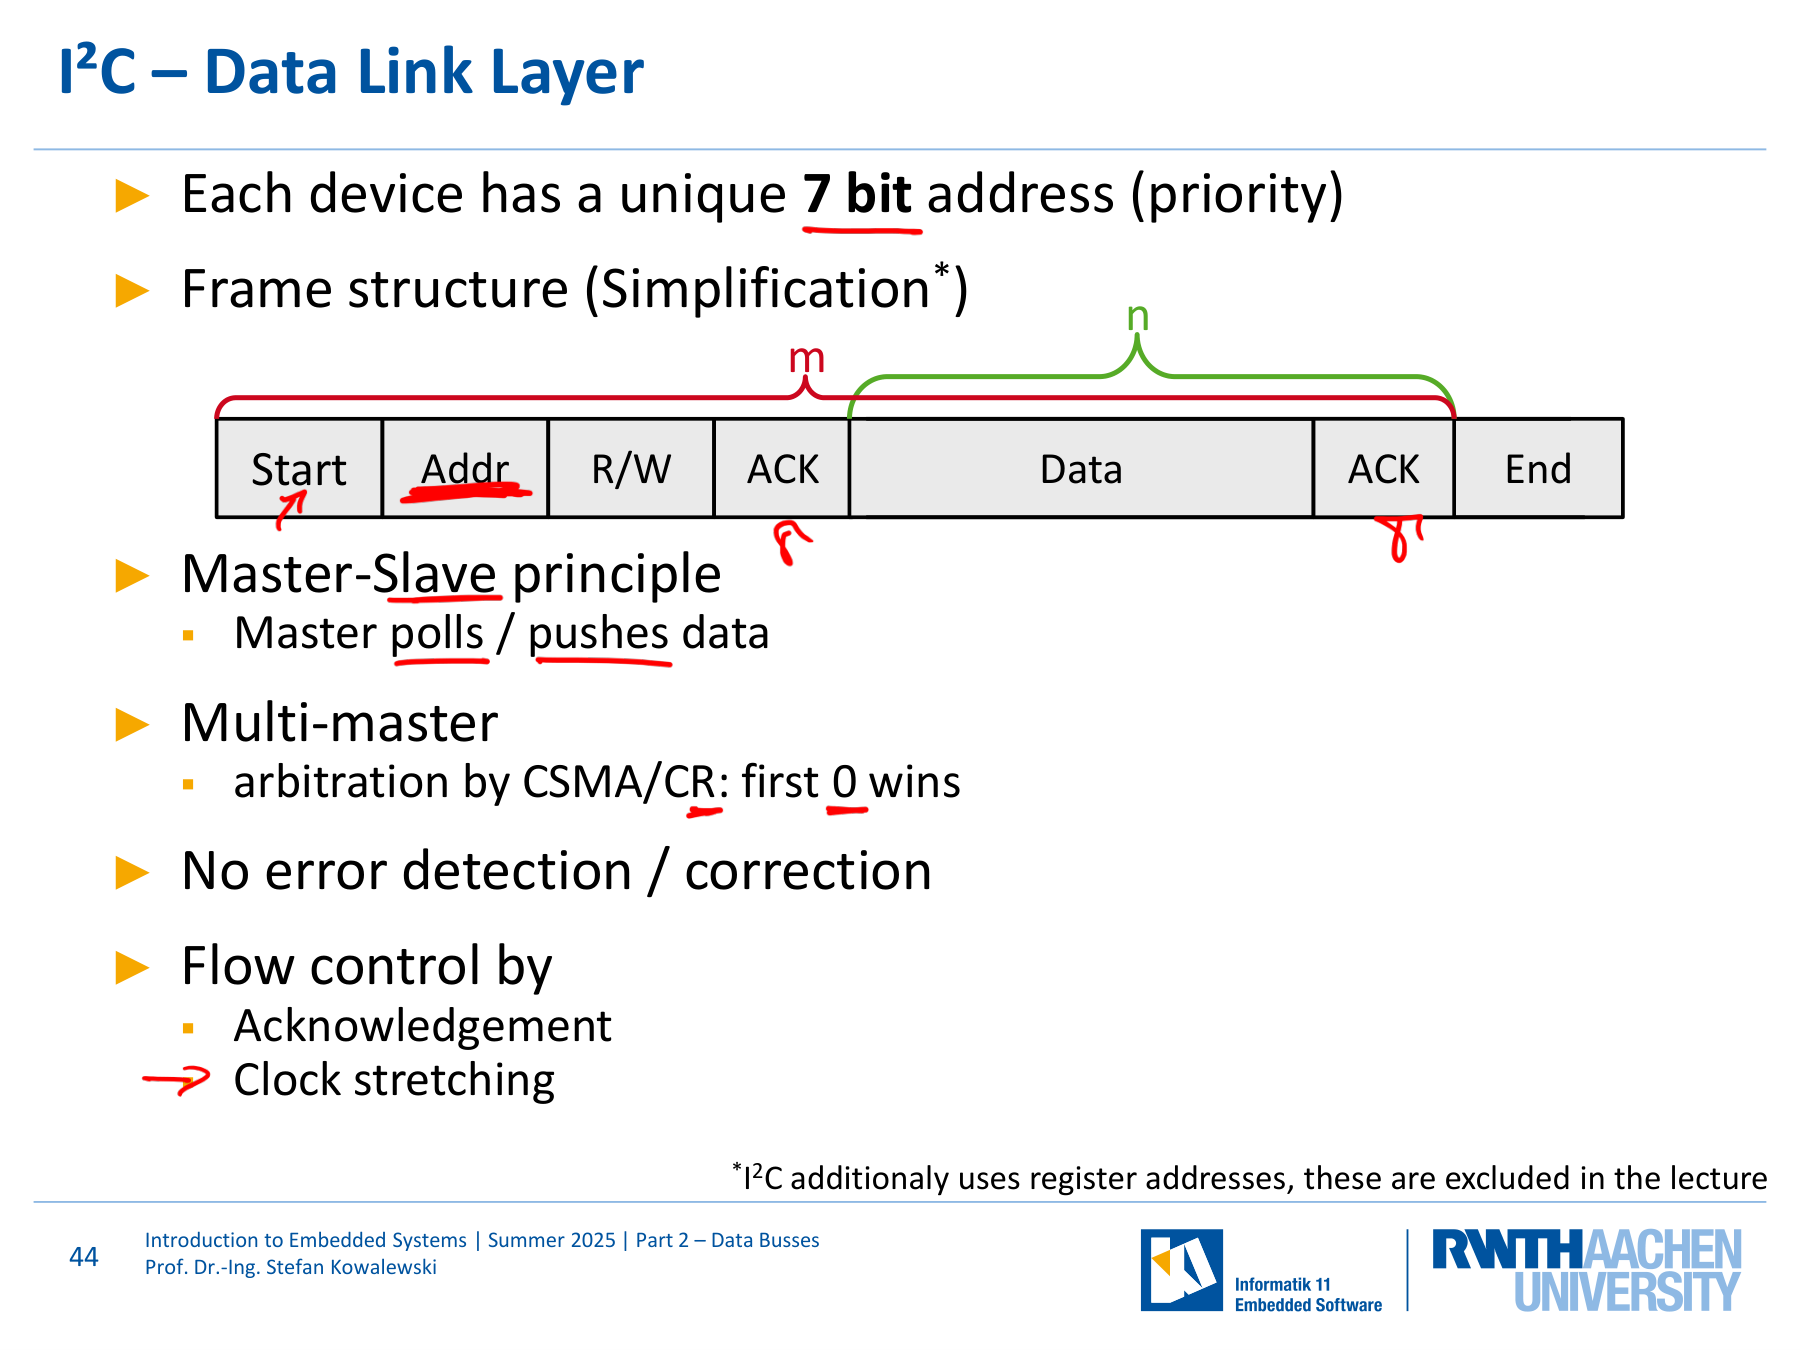 I²C – Data Link Layer
► Each device has a unique 7 bit address (priority)
► Frame structure (Simplification*)
n
m
Start Addr R/W ACK Data ACK End
► Master-Slave principle
▪ Master polls / pushes data
► Multi-master
▪ arbitration by CSMA/CR: first 0 wins
► No error detection / correction
► Flow control by
▪ Acknowledgement
▪ Clock stretching
*I²C additionaly uses register addresses, these are excluded in the lecture
44
Introduction to Embedded Systems | Summer 2025 | Part 2 – Data Busses
Prof. Dr.-Ing. Stefan Kowalewski
Informatik 11
Embedded Software
RWTHAACHEN
UNIVERSITY